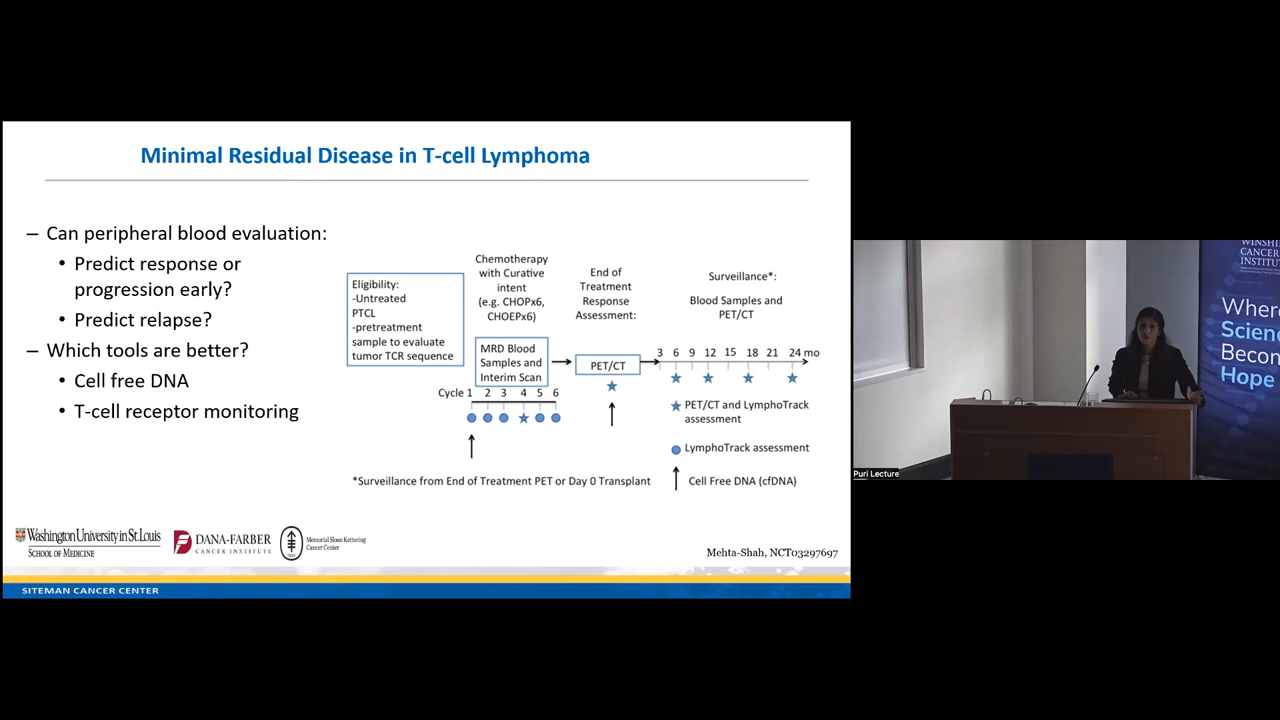 Minimal Residual Disease in T-cell Lymphoma
– Can peripheral blood evaluation:
• Predict response or
progression early?
• Predict relapse?
– Which tools are better?
• Cell free DNA
• T-cell receptor monitoring
Eligibility:
-Untreated
PTCL
-pretreatment
sample to evaluate
tumor TCR sequence
Chemotherapy
with Curative
intent
(e.g. CHOPx6,
CHOEPx6)
MRD Blood
Samples and
Interim Scan
Cycle 1 2 3 4 5 6
End of
Treatment
Response
Assessment:
PET/CT
Surveillance*:
Blood Samples and
PET/CT
3 6 9 12 15 18 21 24 mo
PET/CT and LymphoTrack
assessment
LymphoTrack assessment
Cell Free DNA (cfDNA)
*Surveillance from End of Treatment PET or Day 0 Transplant
Washington University in St. Louis
SCHOOL OF MEDICINE
DANA-FARBER
CANCER INSTITUTE
Memorial Sloan Kettering
Cancer Center
Mehta-Shah, NCT03297697
SITEMAN CANCER CENTER
WINSHI
CANCER
INSTITU
Where
Scien
Becom
Hope
Puri Lecture